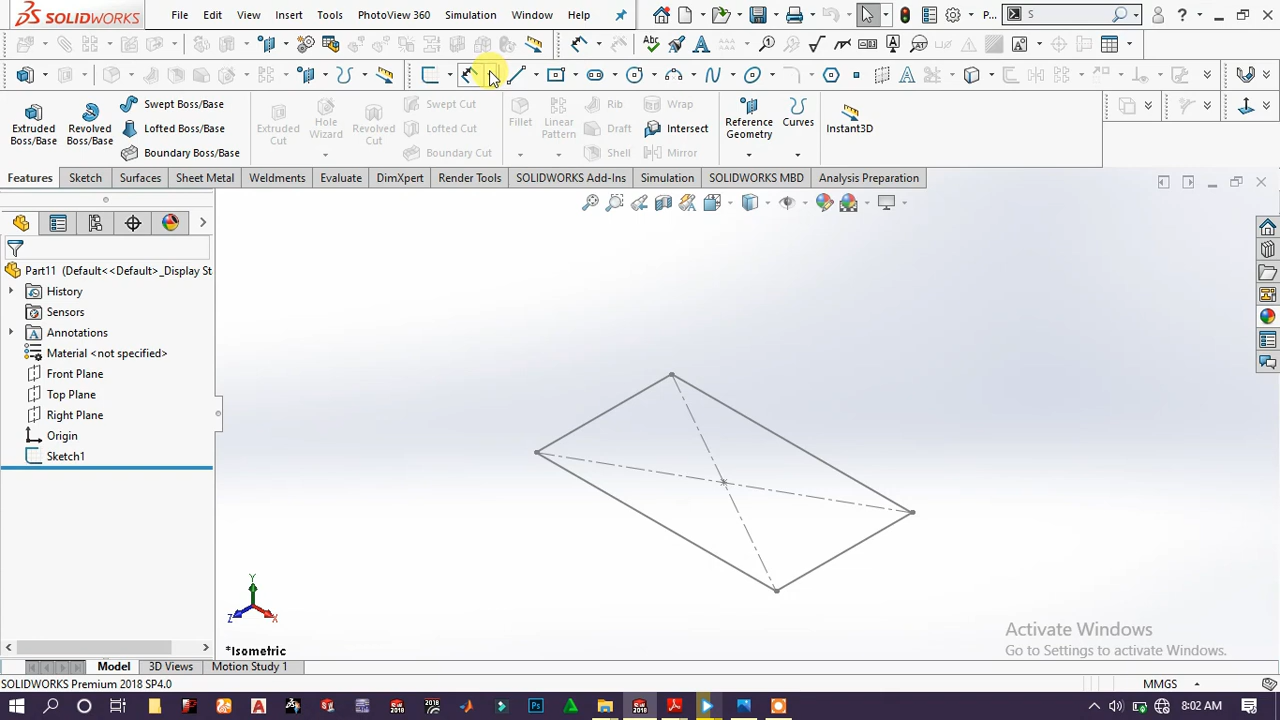 SOLIDWORKS
File Edit View Insert Tools PhotoView 360 Simulation Window Help P... S
Extruded Boss/Base
Revolved Boss/Base
Swept Boss/Base
Lofted Boss/Base
Boundary Boss/Base
Extruded Cut
Hole Wizard
Revolved Cut
Swept Cut
Lofted Cut
Boundary Cut
Fillet
Linear Pattern
Rib
Draft
Shell
Wrap
Intersect
Mirror
Reference Geometry
Curves
Instant3D
Features Sketch Surfaces Sheet Metal Weldments Evaluate DimXpert Render Tools SOLIDWORKS Add-Ins Simulation SOLIDWORKS MBD Analysis Preparation
Part11 (Default<<Default>_Display St
History
Sensors
Annotations
Material <not specified>
Front Plane
Top Plane
Right Plane
Origin
Sketch1
Y
Z
X
*Isometric
Activate Windows
Go to Settings to activate Windows.
Model 3D Views Motion Study 1
SOLIDWORKS Premium 2018 SP4.0 MMGS
8:02 AM